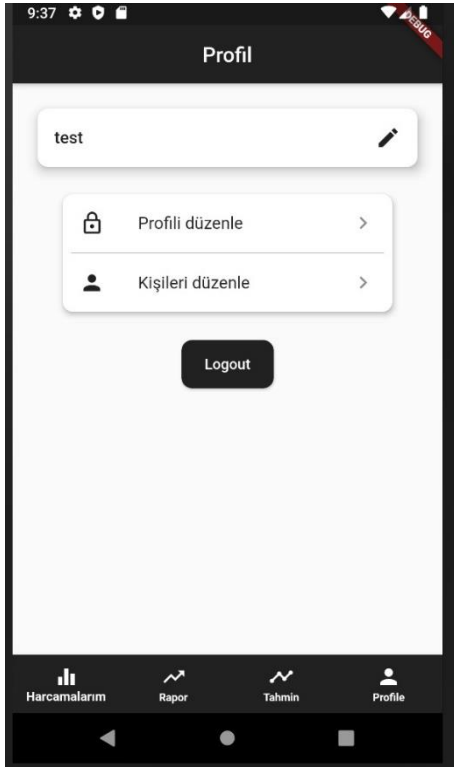 9:37
DEBUG
Profil
test
Profili düzenle
Kişileri düzenle
Logout
Harcamalarım Rapor Tahmin Profile